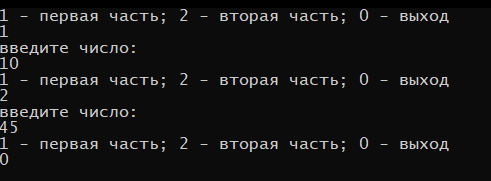 1 - первая часть; 2 - вторая часть; 0 - выход
1
введите число:
10
1 - первая часть; 2 - вторая часть; 0 - выход
2
введите число:
45
1 - первая часть; 2 - вторая часть; 0 - выход
0